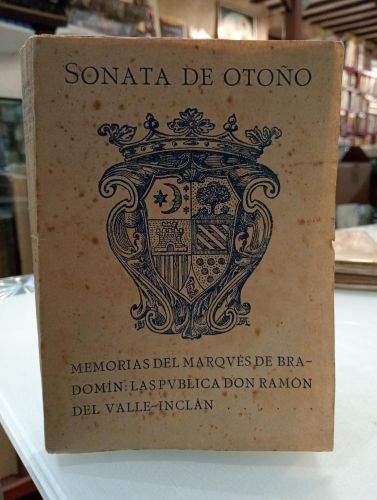 SONATA DE OTOÑO
MEMORIAS DEL MARQVÉS DE BRA-
DOMÍN: LAS PVBLICA DON RAMÓN
DEL VALLE-INCLÁN . . . . . .